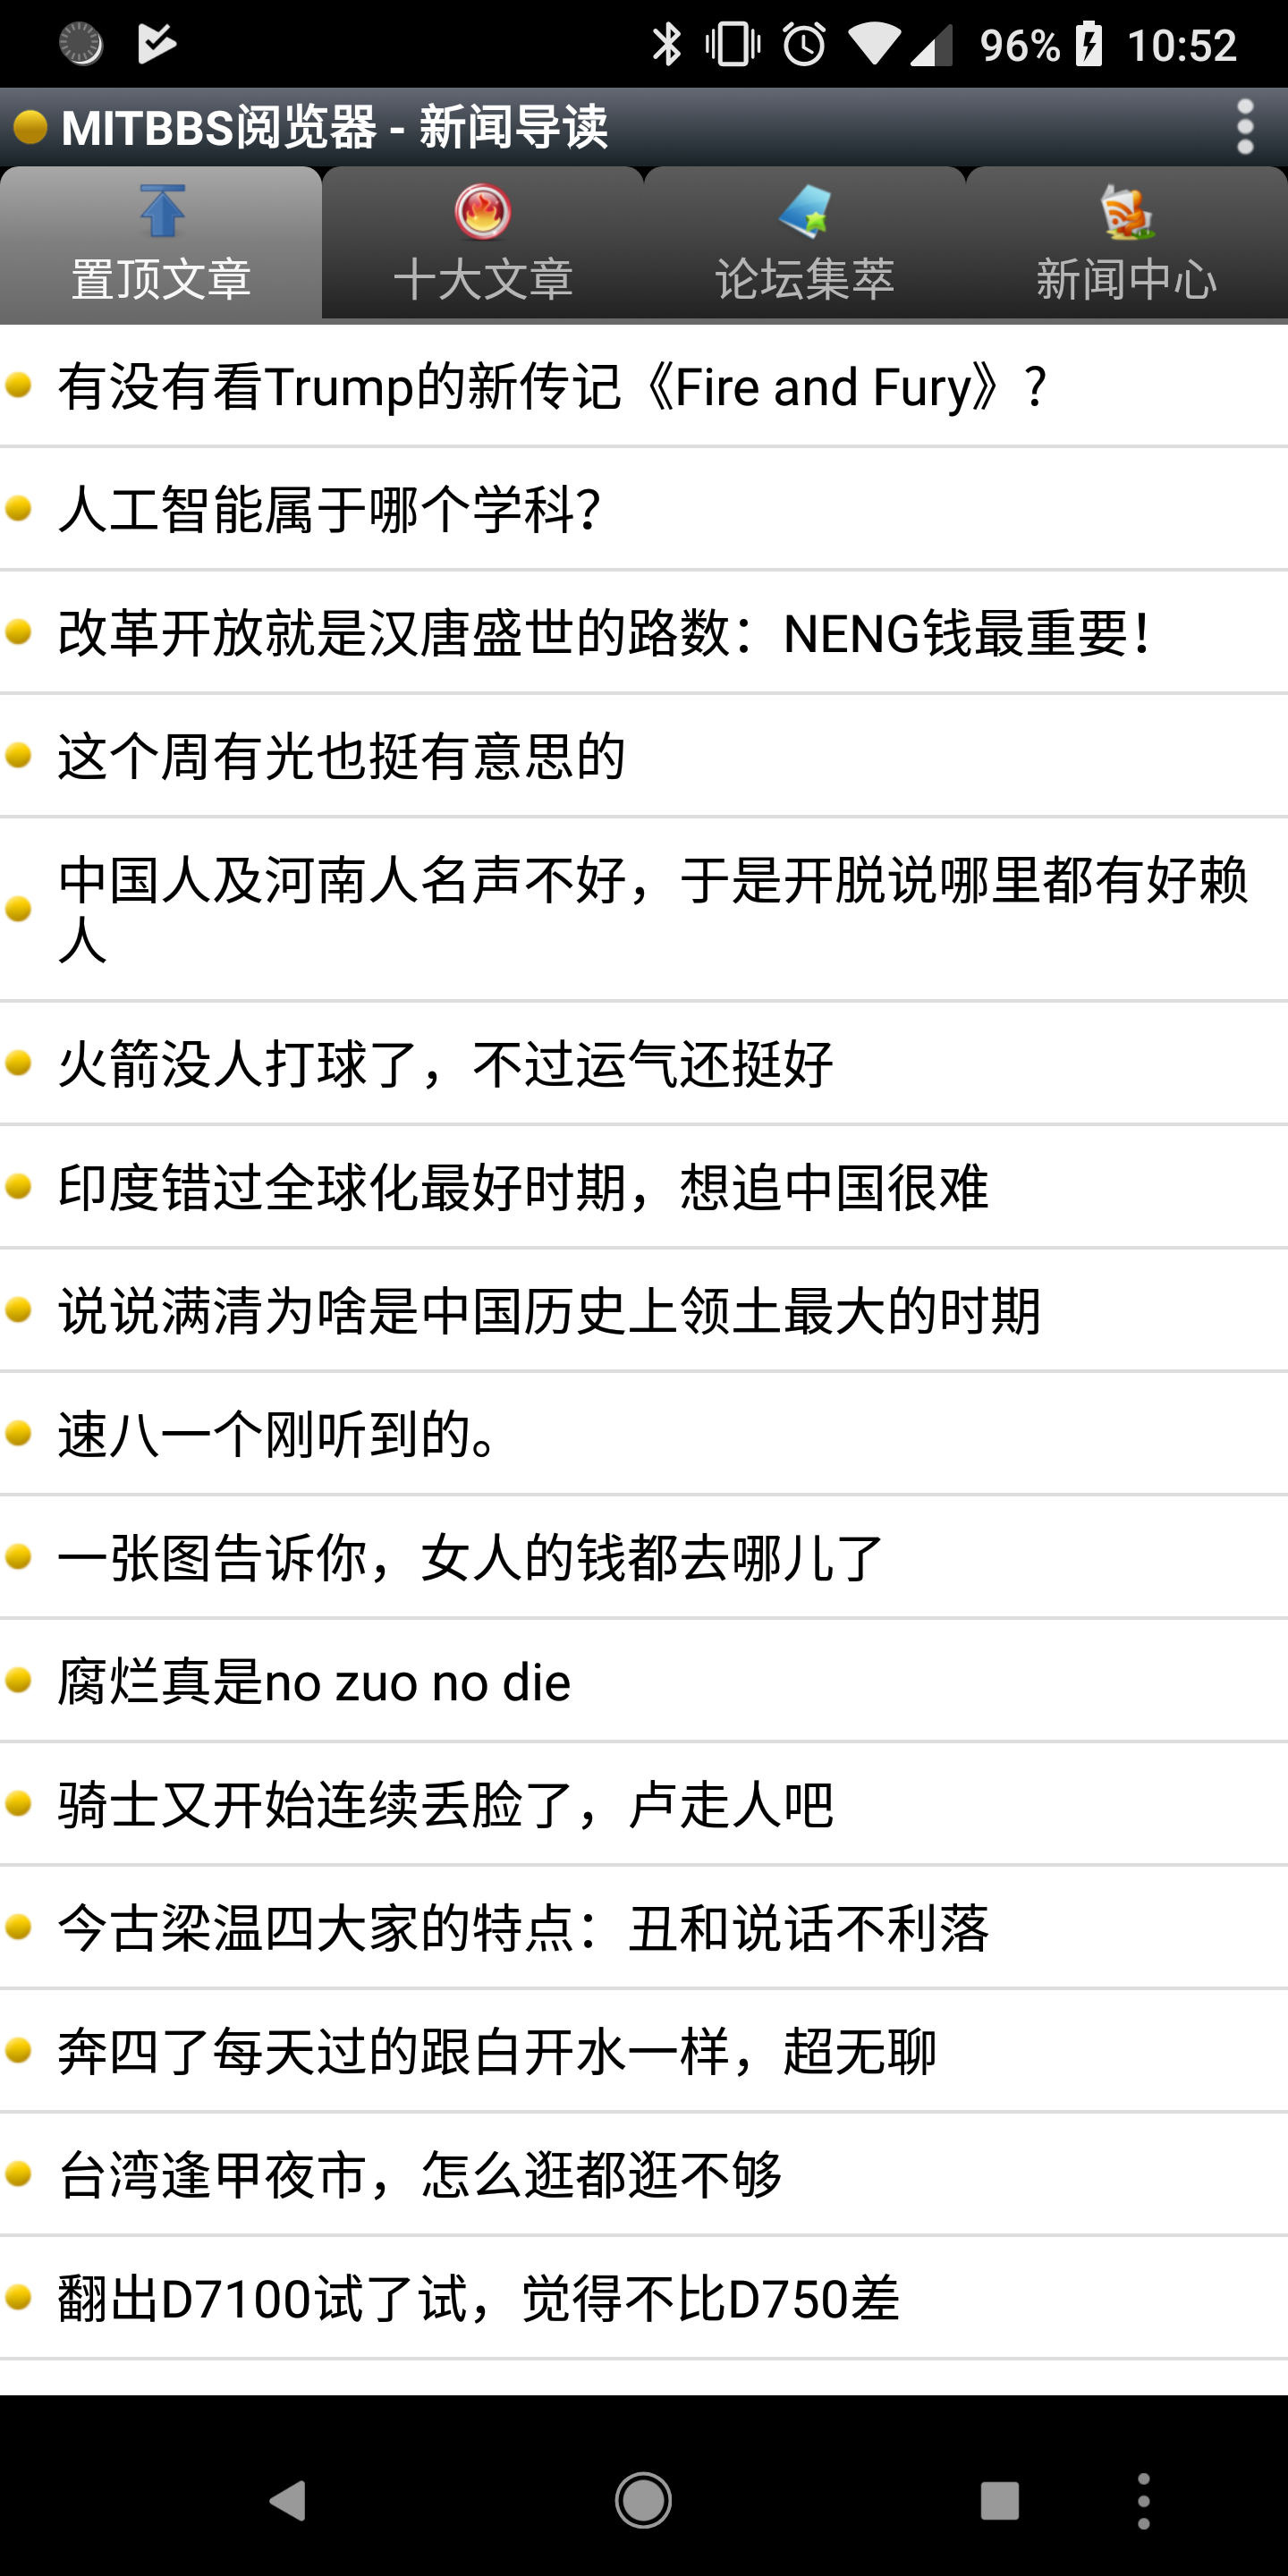 96% 10:52
MITBBS阅览器 - 新闻导读
置顶文章 十大文章 论坛集萃 新闻中心
有没有看Trump的新传记《Fire and Fury》?
人工智能属于哪个学科?
改革开放就是汉唐盛世的路数：NENG钱最重要！
这个周有光也挺有意思的
中国人及河南人名声不好，于是开脱说哪里都有好赖
人
火箭没人打球了，不过运气还挺好
印度错过全球化最好时期，想追中国很难
说说满清为啥是中国历史上领土最大的时期
速八一个刚听到的。
一张图告诉你，女人的钱都去哪儿了
腐烂真是no zuo no die
骑士又开始连续丢脸了，卢走人吧
今古梁温四大家的特点：丑和说话不利落
奔四了每天过的跟白开水一样，超无聊
台湾逢甲夜市，怎么逛都逛不够
翻出D7100试了试，觉得不比D750差